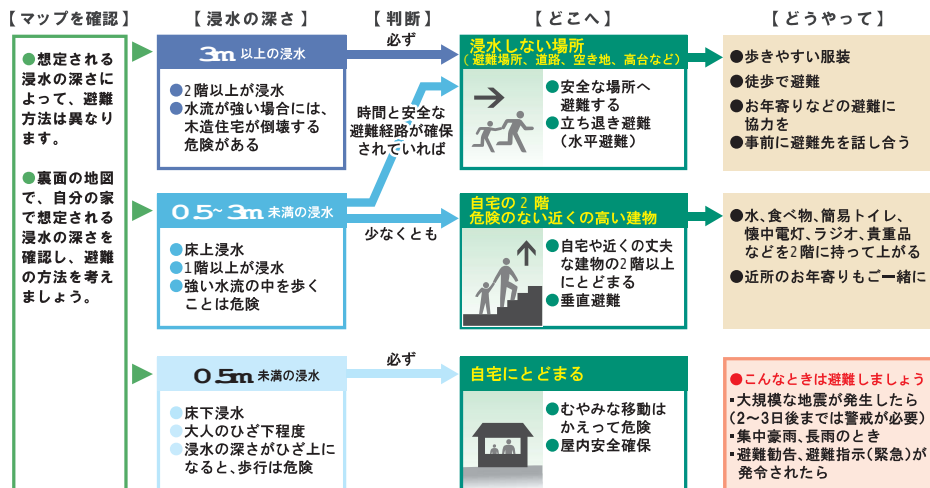 【マップを確認】
【浸水の深さ】
【判断】
【どこへ】
【どうやって】
●想定される
浸水の深さに
よって、避難
方法は異なり
ます。
●裏面の地図
で、自分の家
で想定される
浸水の深さを
確認し、避難
の方法を考え
ましょう。
3m 以上の浸水
●2階以上が浸水
●水流が強い場合には、
木造住宅が倒壊する
危険がある
必ず
時間と安全な
避難経路が確保
されていれば
浸水しない場所
(避難場所、道路、空き地、高台など)
●安全な場所へ
避難する
●立ち退き避難
(水平避難)
●歩きやすい服装
●徒歩で避難
●お年寄りなどの避難に
協力を
●事前に避難先を話し合う
0.5~3m 未満の浸水
●床上浸水
●1階以上が浸水
●強い水流の中を歩く
ことは危険
少なくとも
自宅の2階
危険のない近くの高い建物
●自宅や近くの丈夫
な建物の2階以上
にとどまる
●垂直避難
●水、食べ物、簡易トイレ、
懐中電灯、ラジオ、貴重品
などを2階に持って上がる
●近所のお年寄りもご一緒に
0.5m 未満の浸水
●床下浸水
●大人のひざ下程度
●浸水の深さがひざ上に
なると、歩行は危険
必ず
自宅にとどまる
●むやみな移動は
かえって危険
●屋内安全確保
●こんなときは避難しましょう
▪大規模な地震が発生したら
(2~3日後までは警戒が必要)
▪集中豪雨、長雨のとき
▪避難勧告、避難指示(緊急)が
発令されたら